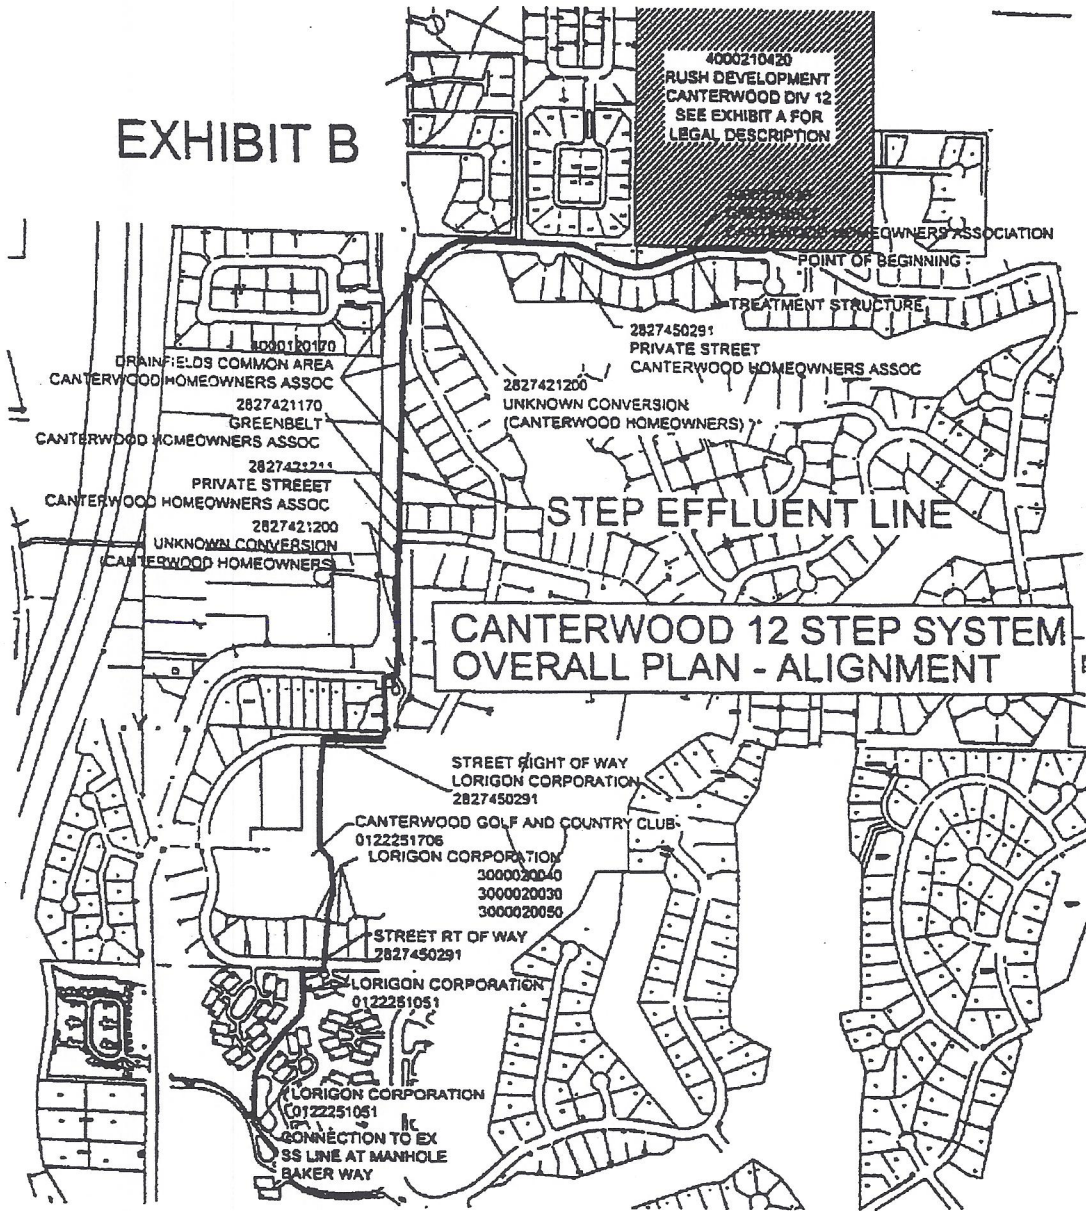 EXHIBIT B
4000210420
RUSH DEVELOPMENT
CANTERWOOD DIV 12
SEE EXHIBIT A FOR
LEGAL DESCRIPTION
GREENBELT
CANTERWOOD HOMEOWNERS ASSOCIATION
POINT OF BEGINNING
TREATMENT STRUCTURE
2827450291
PRIVATE STREET
CANTERWOOD HOMEOWNERS ASSOC
4000120170
DRAINFIELDS COMMON AREA
CANTERWOOD HOMEOWNERS ASSOC
2827421170
GREENBELT
CANTERWOOD HOMEOWNERS ASSOC
2827421211
PRIVATE STREEET
CANTERWOOD HOMEOWNERS ASSOC
2827421200
UNKNOWN CONVERSION
(CANTERWOOD HOMEOWNERS)
2827421200
UNKNOWN CONVERSION
(CANTERWOOD HOMEOWNERS)
STEP EFFLUENT LINE
CANTERWOOD 12 STEP SYSTEM
OVERALL PLAN - ALIGNMENT
STREET RIGHT OF WAY
LORIGON CORPORATION
2827450291
CANTERWOOD GOLF AND COUNTRY CLUB
0122251706
LORIGON CORPORATION
3000020040
3000020030
3000020050
STREET RT OF WAY
2827450291
LORIGON CORPORATION
0122251051
LORIGON CORPORATION
0122251051
CONNECTION TO EX
SS LINE AT MANHOLE
BAKER WAY